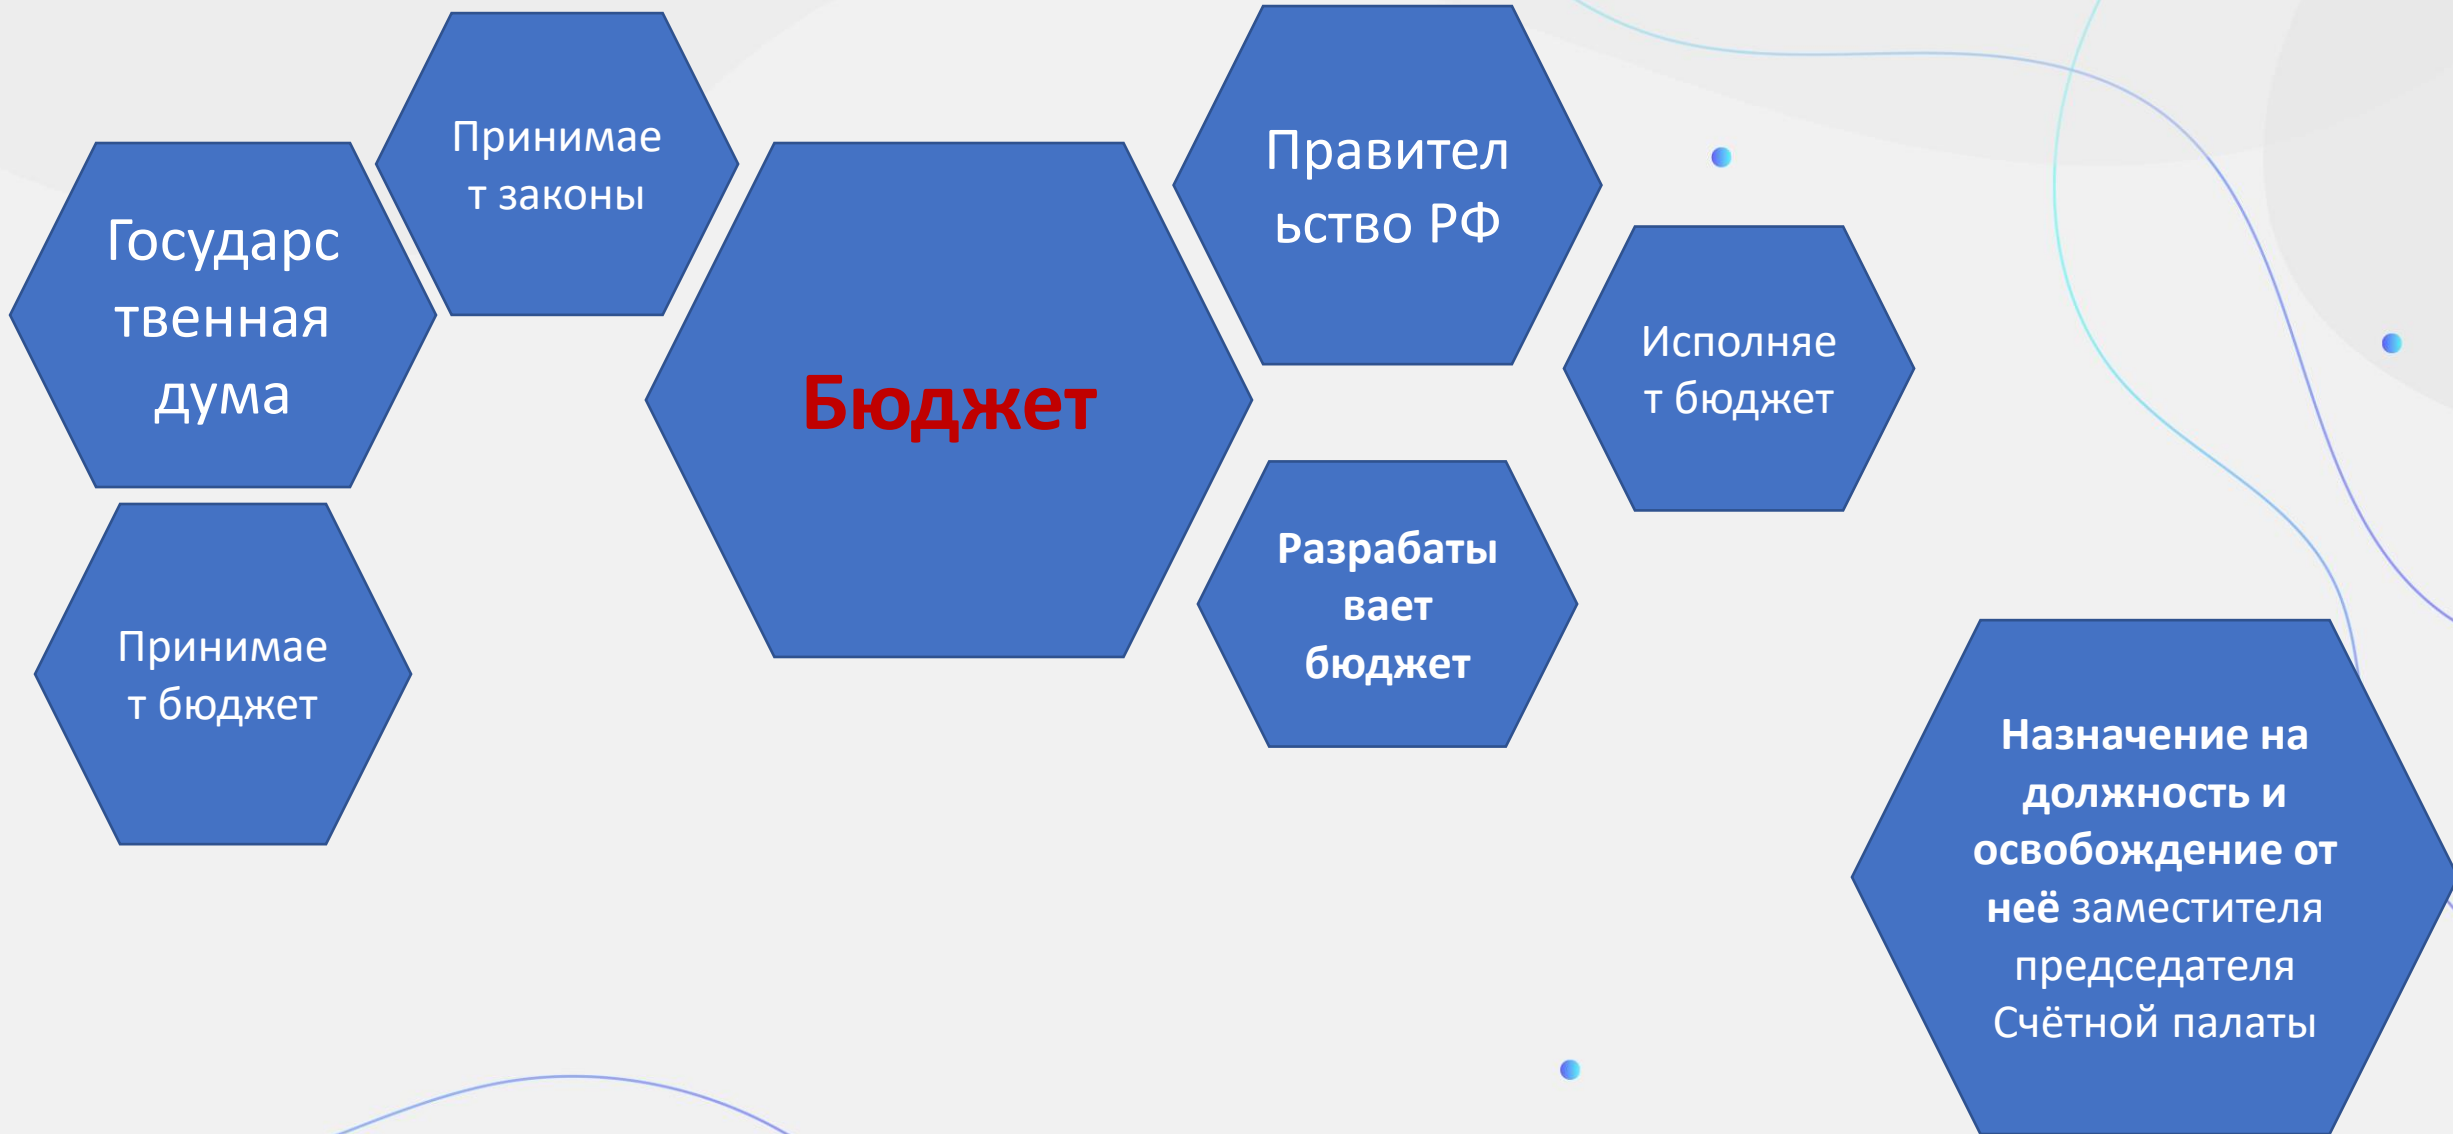 Принимае
т законы
Государс
твенная
дума
Принимае
т бюджет
Бюджет
Правител
ьство РФ
Исполняе
т бюджет
Разрабаты
вает
бюджет
Назначение на
должность и
освобождение от
неё заместителя
председателя
Счётной палаты